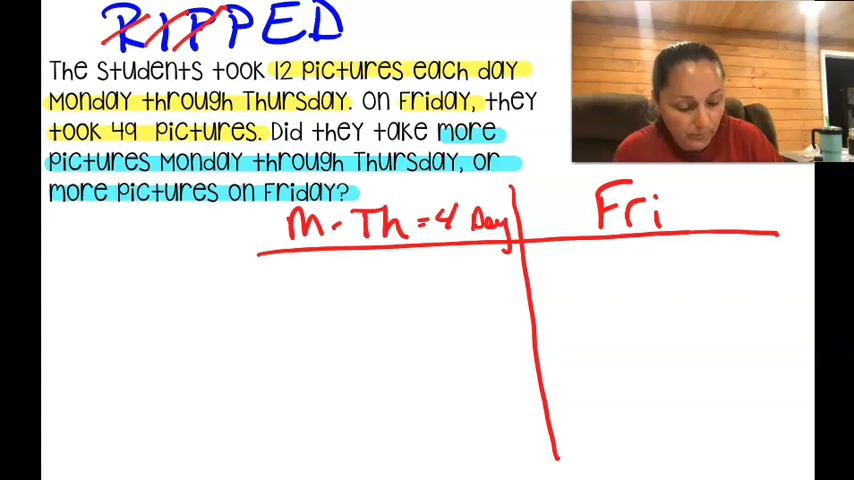 RIPPED
The students took 12 pictures each day
Monday through Thursday. On Friday, they
took 49 pictures. Did they take more
pictures Monday through Thursday, or
more pictures on Friday?
M - Th = 4 Day Fri